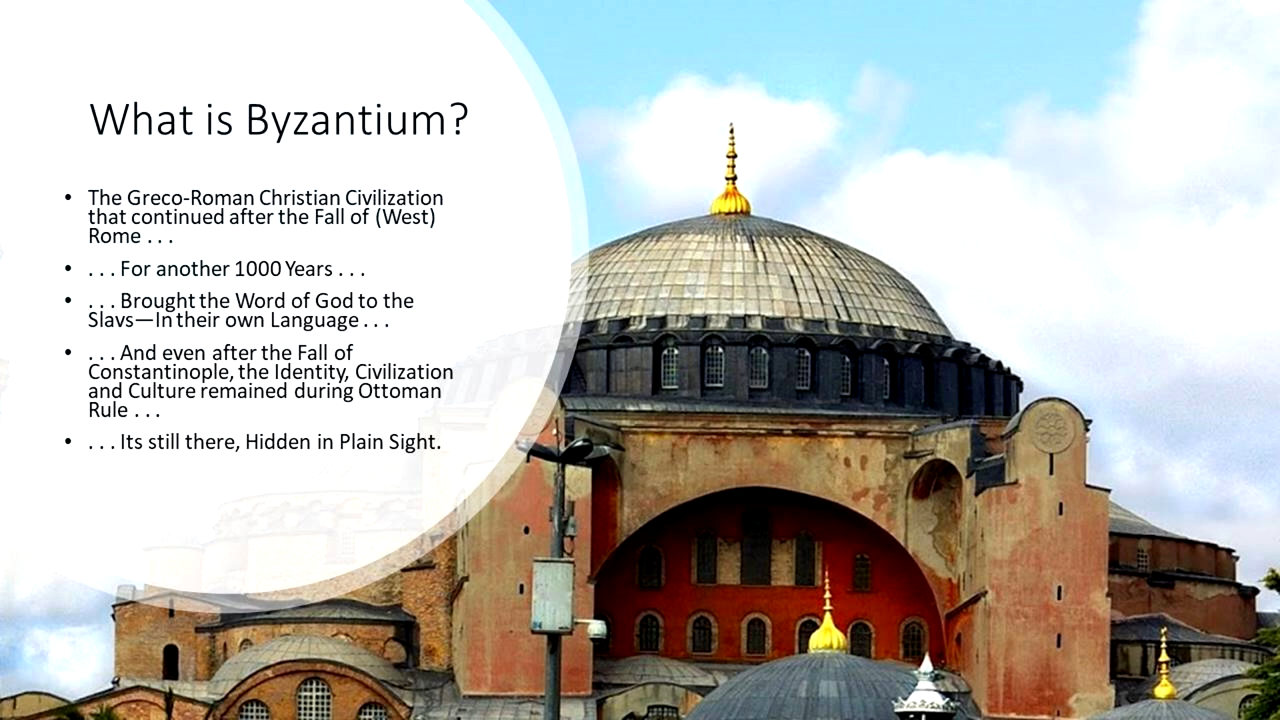 What is Byzantium?
• The Greco-Roman Christian Civilization
that continued after the Fall of (West)
Rome . . .
• . . . For another 1000 Years . . .
• . . . Brought the Word of God to the
Slavs—In their own Language . . .
• . . . And even after the Fall of
Constantinople, the Identity, Civilization
and Culture remained during Ottoman
Rule . . .
• . . . Its still there, Hidden in Plain Sight.